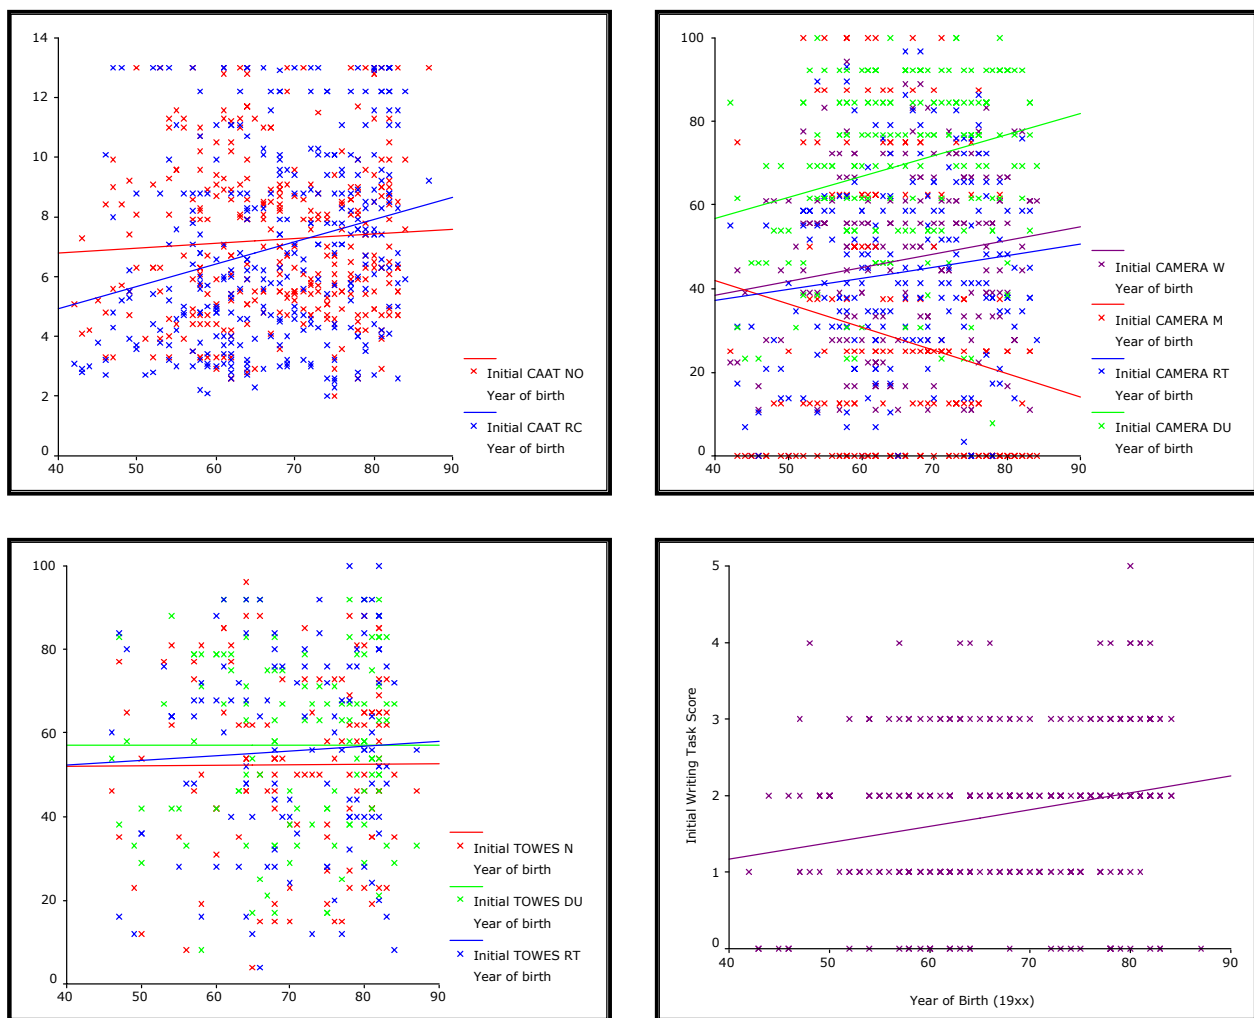 14
12
10
8
6
4
2
0
40
50
60
70
80
90
Initial CAAT NO
Year of birth
Initial CAAT RC
Year of birth
100
80
60
40
20
0
40
50
60
70
80
90
Initial CAMERA W
Year of birth
Initial CAMERA M
Year of birth
Initial CAMERA RT
Year of birth
Initial CAMERA DU
Year of birth
100
80
60
40
20
0
40
50
60
70
80
90
Initial TOWES N
Year of birth
Initial TOWES DU
Year of birth
Initial TOWES RT
Year of birth
5
4
3
2
1
0
40
50
60
70
80
90
Initial Writing Task Score
Year of Birth (19xx)